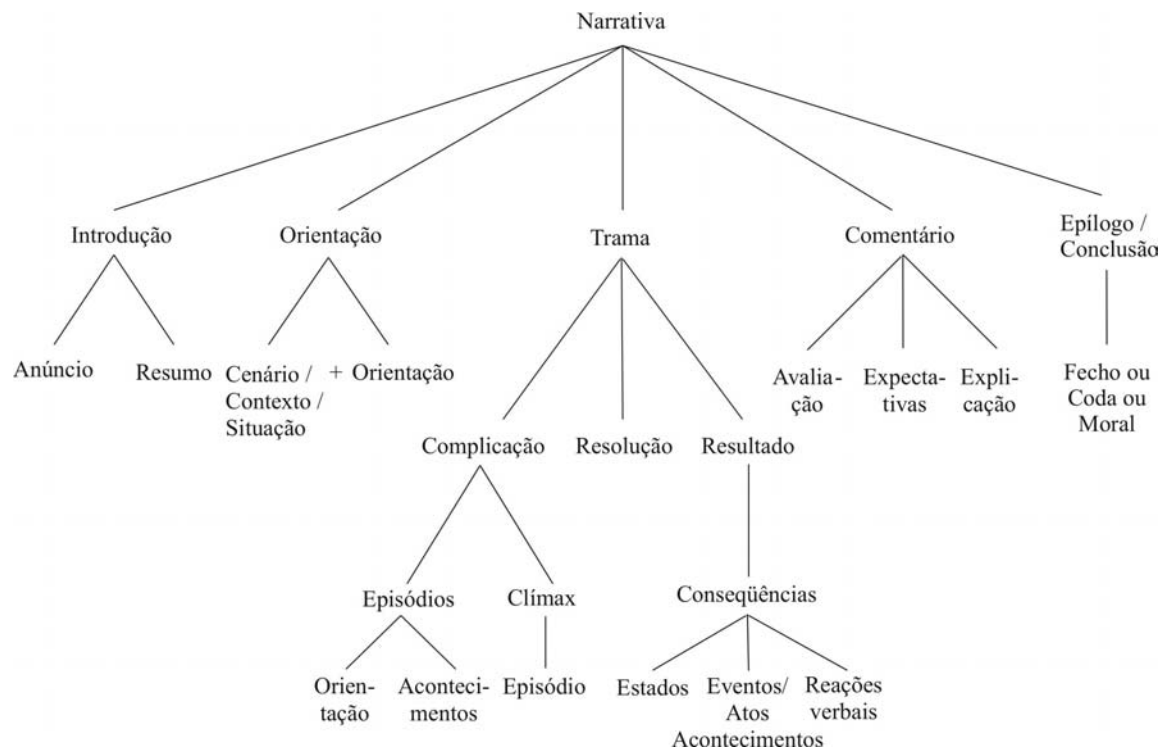 Narrativa
Introdução
Orientação
Trama
Comentário
Epílogo /
Conclusão
Anúncio
Resumo
Cenário /
Contexto /
Situação
+ Orientação
Avalia-
ção
Expecta-
tivas
Expli-
cação
Fecho ou
Coda ou
Moral
Complicação
Resolução
Resultado
Episódios
Clímax
Conseqüências
Orien-
tação
Aconteci-
mentos
Episódio
Estados
Eventos/
Atos
Acontecimentos
Reações
verbais